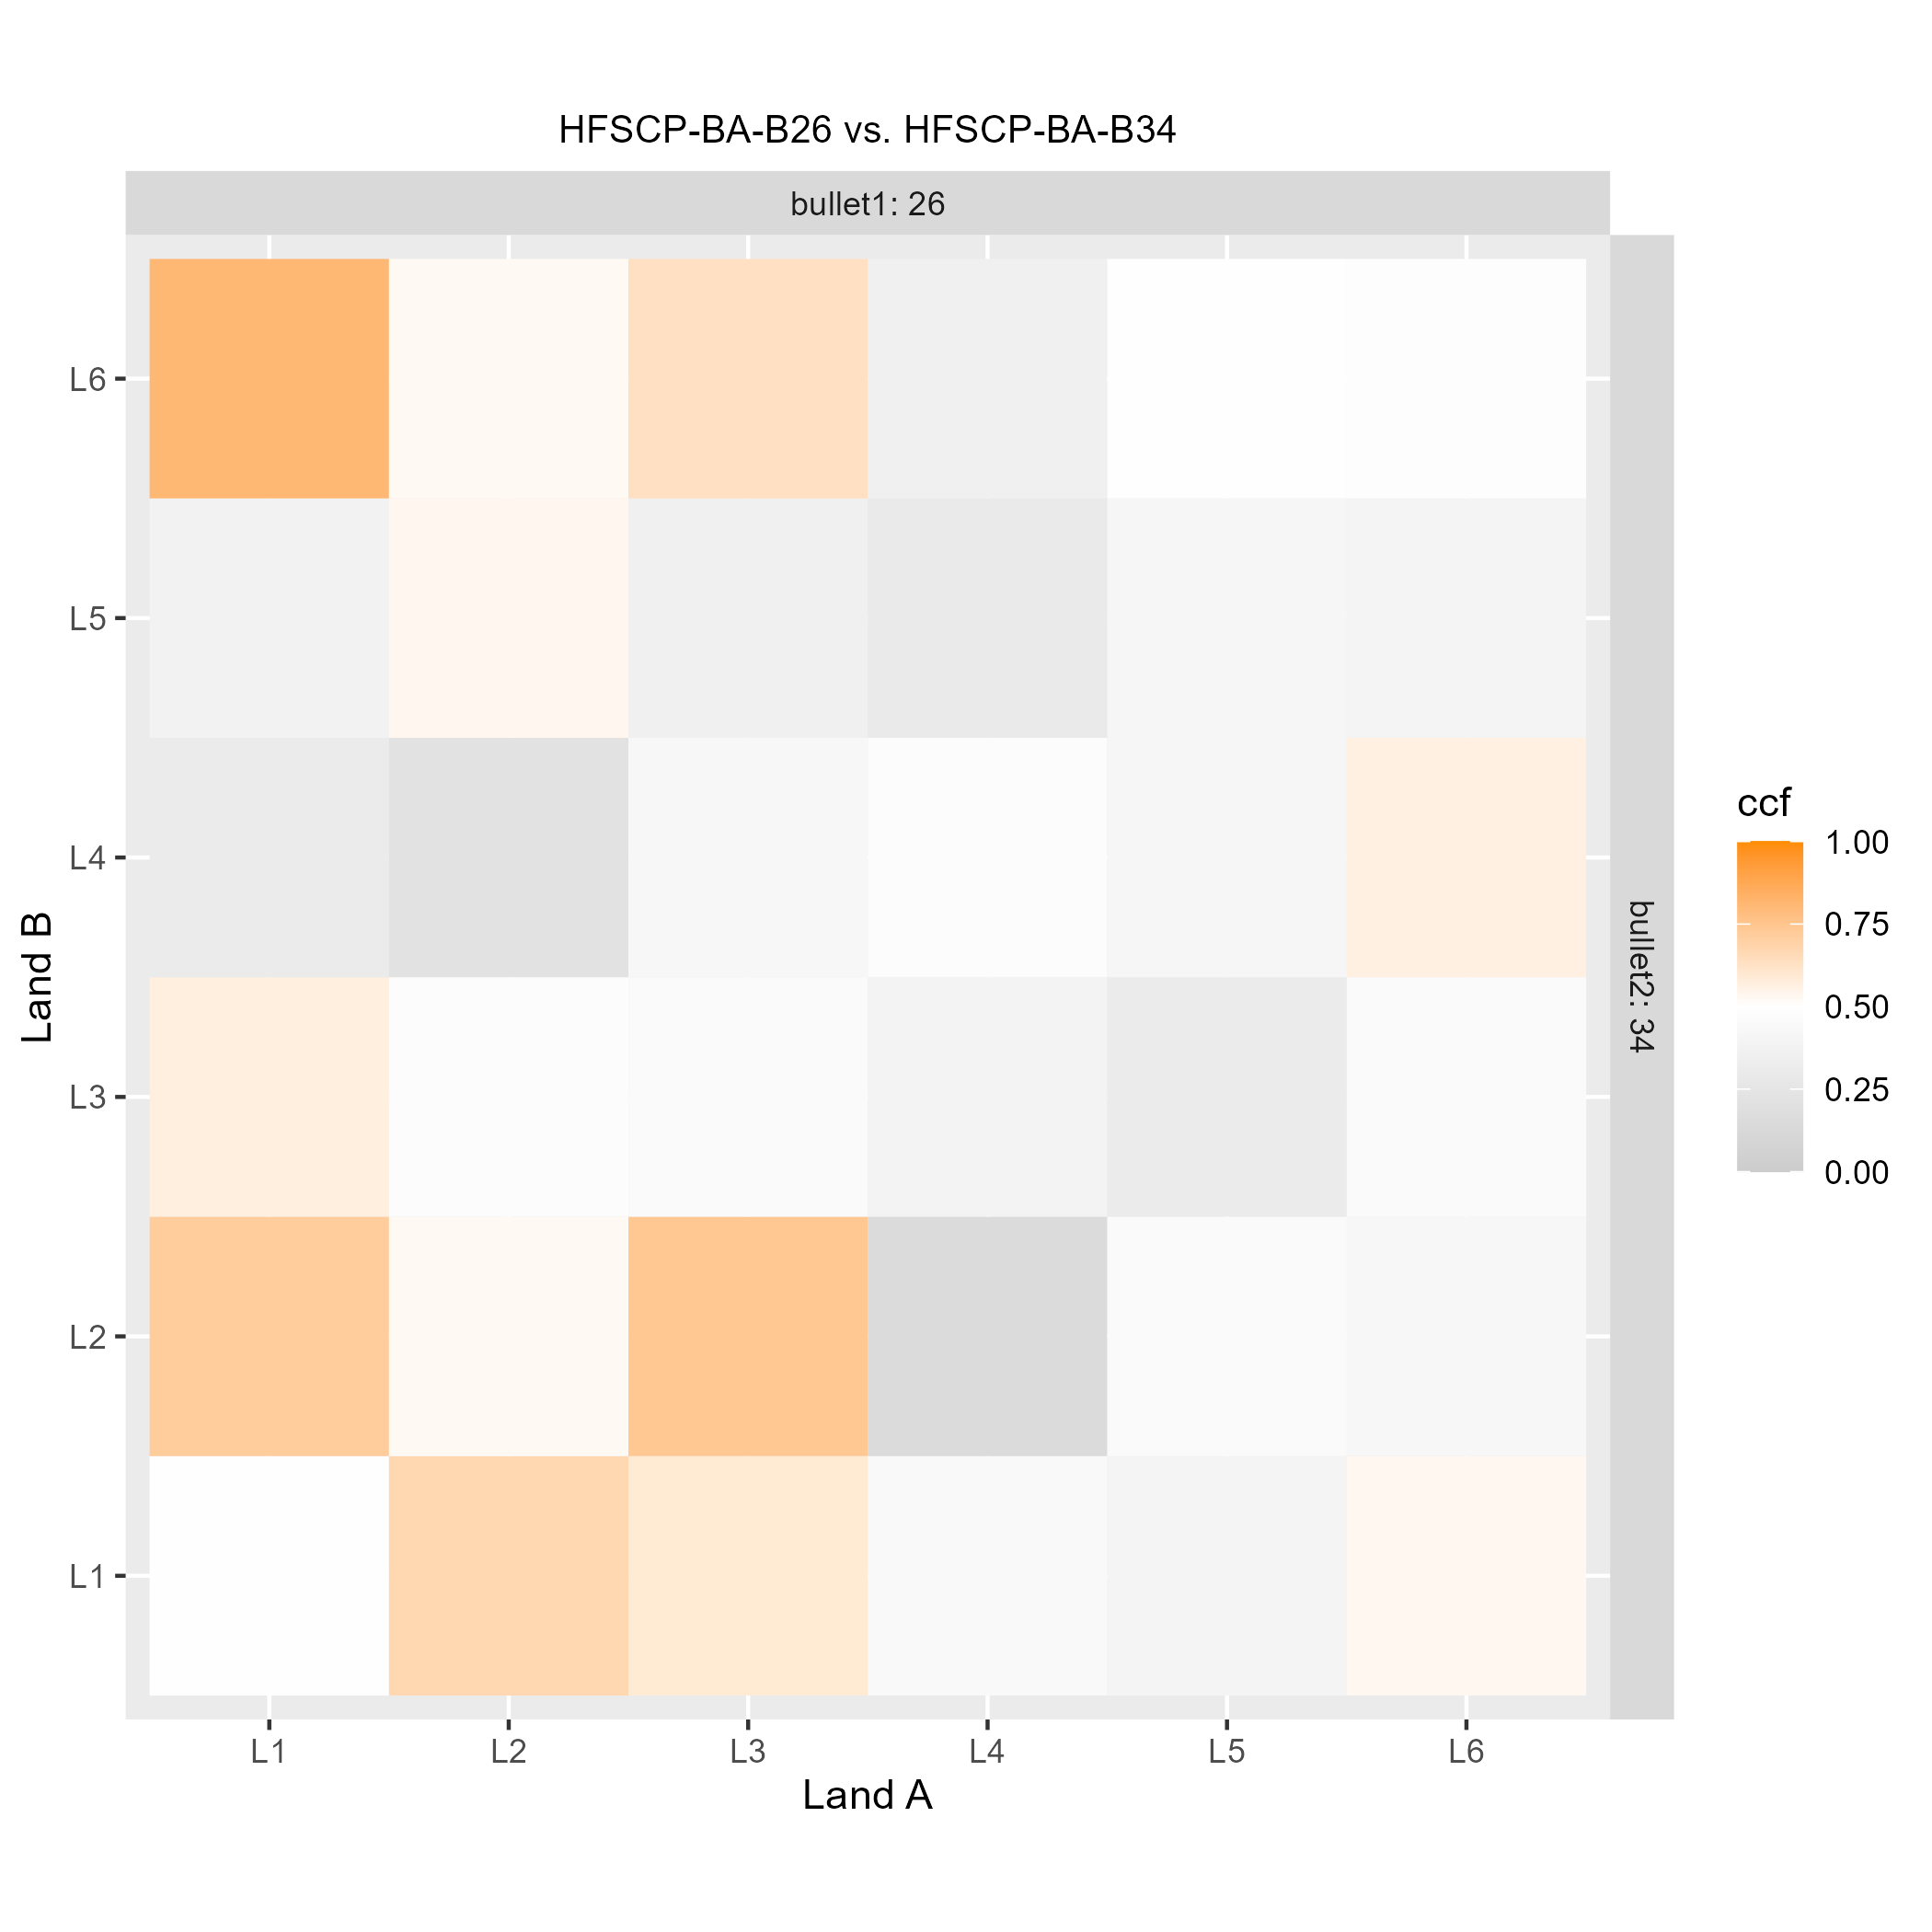 HFSCP-BA-B26 vs. HFSCP-BA-B34
bullet1: 26
L6
L5
L4
L3
L2
L1
Land B
bullet2: 34
L1 L2 L3 L4 L5 L6
Land A
ccf
1.00
0.75
0.50
0.25
0.00